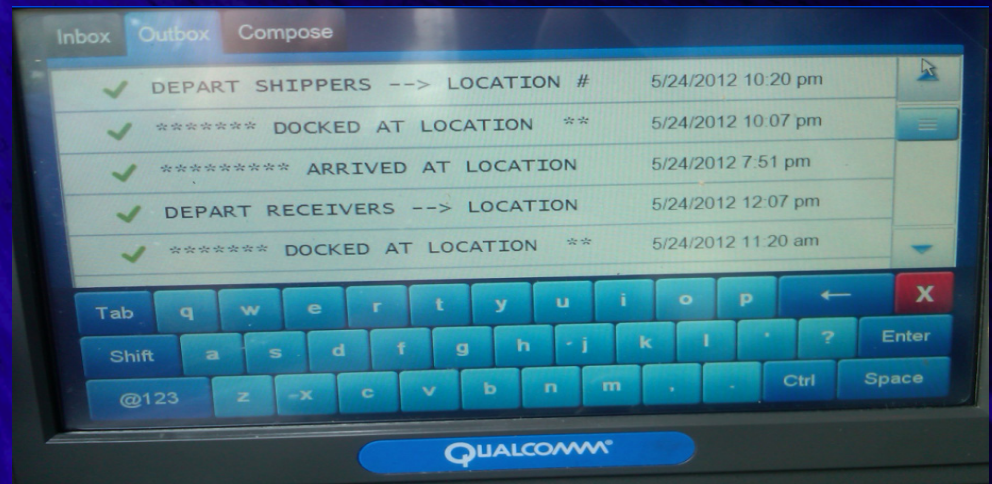 Inbox Outbox Compose
DEPART SHIPPERS --> LOCATION # 5/24/2012 10:20 pm
******* DOCKED AT LOCATION ** 5/24/2012 10:07 pm
********* ARRIVED AT LOCATION 5/24/2012 7:51 pm
DEPART RECEIVERS --> LOCATION 5/24/2012 12:07 pm
******* DOCKED AT LOCATION ** 5/24/2012 11:20 am
Tab q w e r t y u i o p ← X
Shift a s d f g h j k l ' ? Enter
@123 z x c v b n m , . Ctrl Space
QUALCOMM®